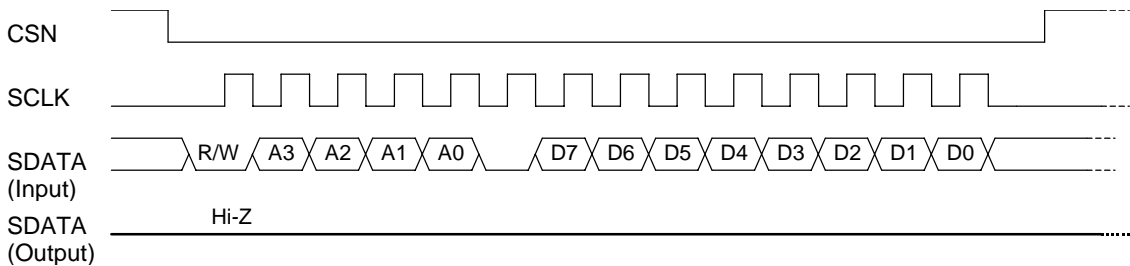 CSN
SCLK
SDATA
(Input)
R/W A3 A2 A1 A0 D7 D6 D5 D4 D3 D2 D1 D0
SDATA
(Output)
Hi-Z